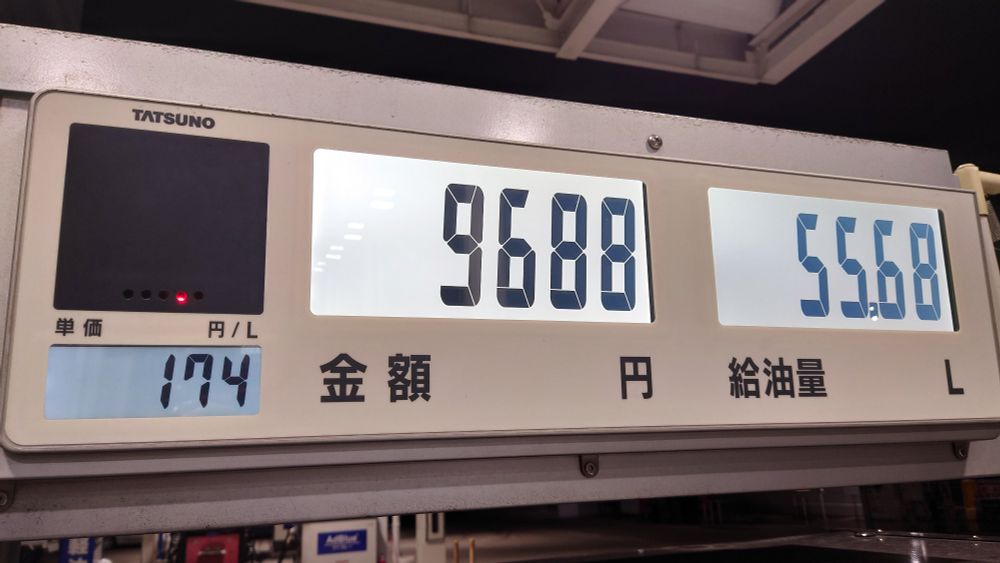 TATSUNO
9688
55.68
単価 円/L
174
金額 円
給油量 L
AdBlue